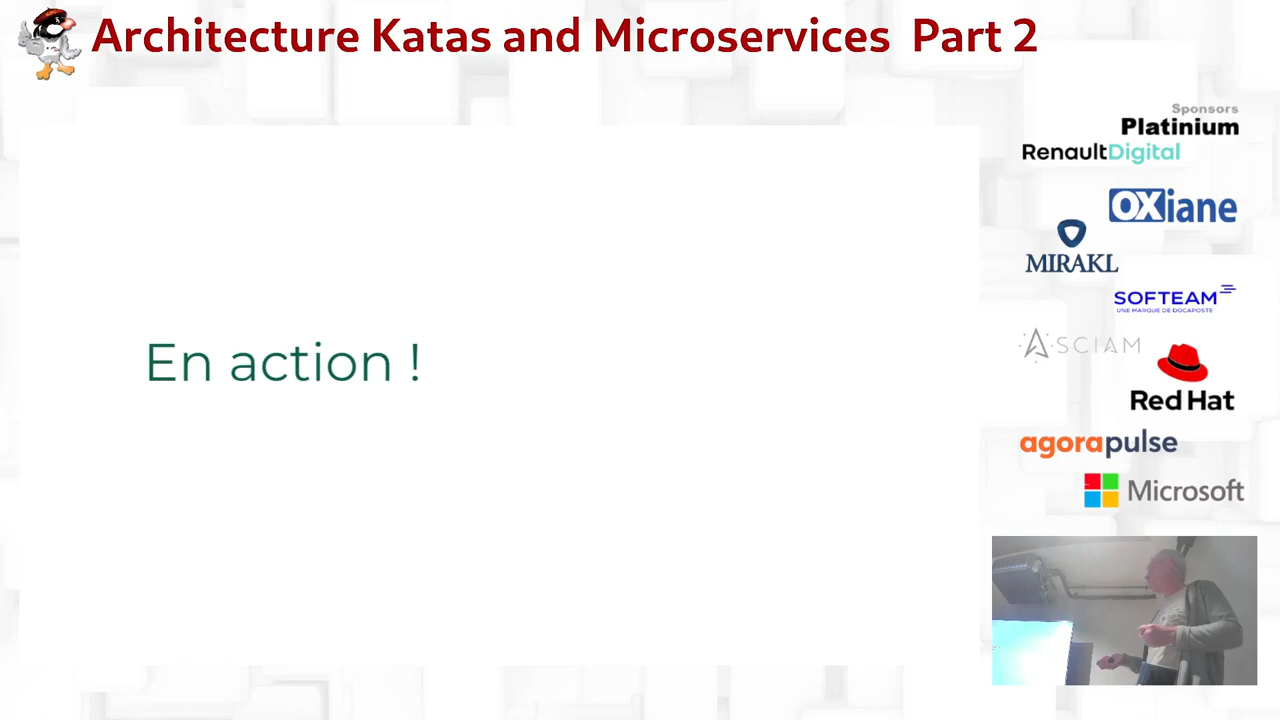 Architecture Katas and Microservices Part 2
En action !
Sponsors
Platinium
RenaultDigital
OXiane
MIRAKL
SOFTEAM
UNE MARQUE DE DOCAPOSTE
ASCIAM
Red Hat
agorapulse
Microsoft